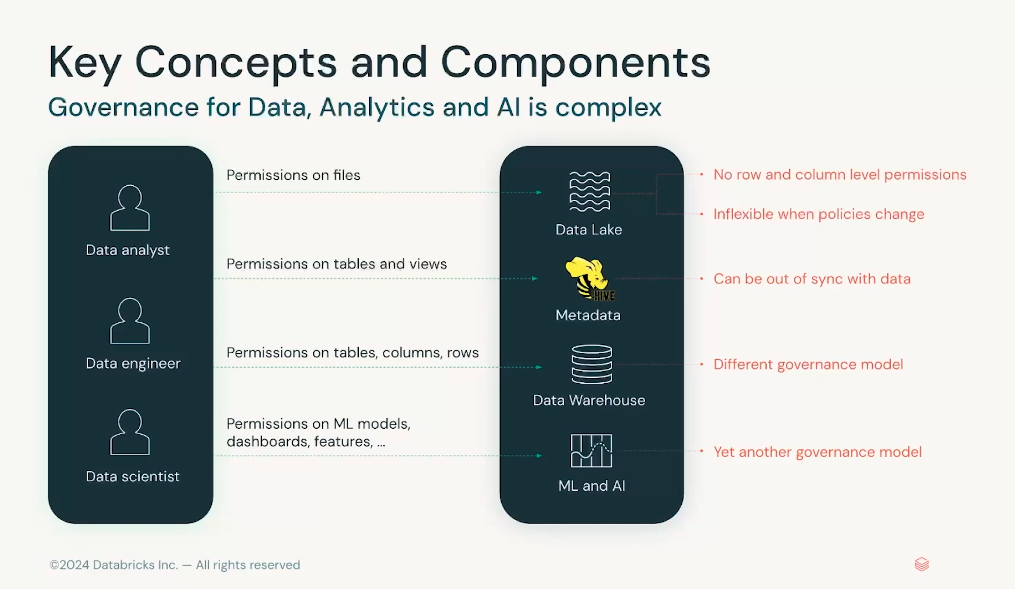 Key Concepts and Components
Governance for Data, Analytics and AI is complex
Data analyst
Data engineer
Data scientist
Permissions on files
Permissions on tables and views
Permissions on tables, columns, rows
Permissions on ML models,
dashboards, features, ...
Data Lake
HIVE
Metadata
Data Warehouse
ML and AI
No row and column level permissions
Inflexible when policies change
Can be out of sync with data
Different governance model
Yet another governance model
©2024 Databricks Inc. — All rights reserved